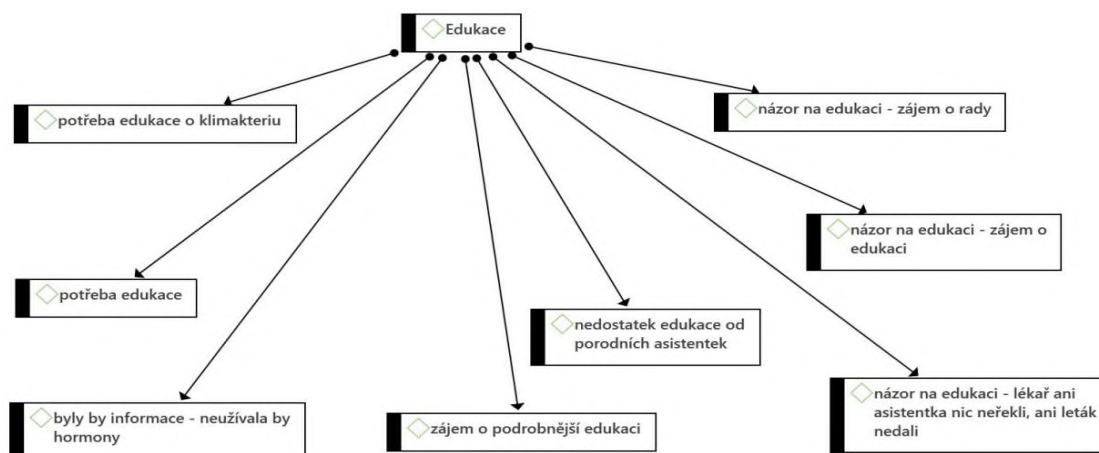 Edukace
potřeba edukace o klimakteriu
názor na edukaci - zájem o rady
názor na edukaci - zájem o
edukaci
potřeba edukace
nedostatek edukace od
porodních asistentek
byly by informace - neužívala by
hormony
zájem o podrobnější edukaci
názor na edukaci - lékař ani
asistentka nic neřekli, ani leták
nedali